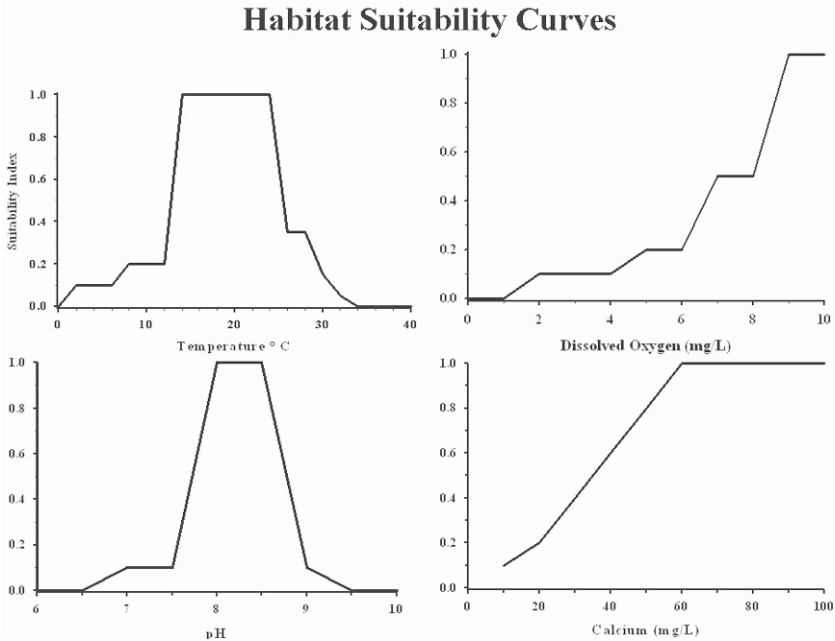 Habitat Suitability Curves
1.0
0.8
0.6
0.4
0.2
0.0
Suitability Index
0 10 20 30 40
Temperature ° C
1.0
0.8
0.6
0.4
0.2
0.0
0 2 4 6 8 10
Dissolved Oxygen (mg/L)
1.0
0.8
0.6
0.4
0.2
0.0
6 7 8 9 10
pH
1.0
0.8
0.6
0.4
0.2
0.0
0 20 40 60 80 100
Calcium (mg/L)